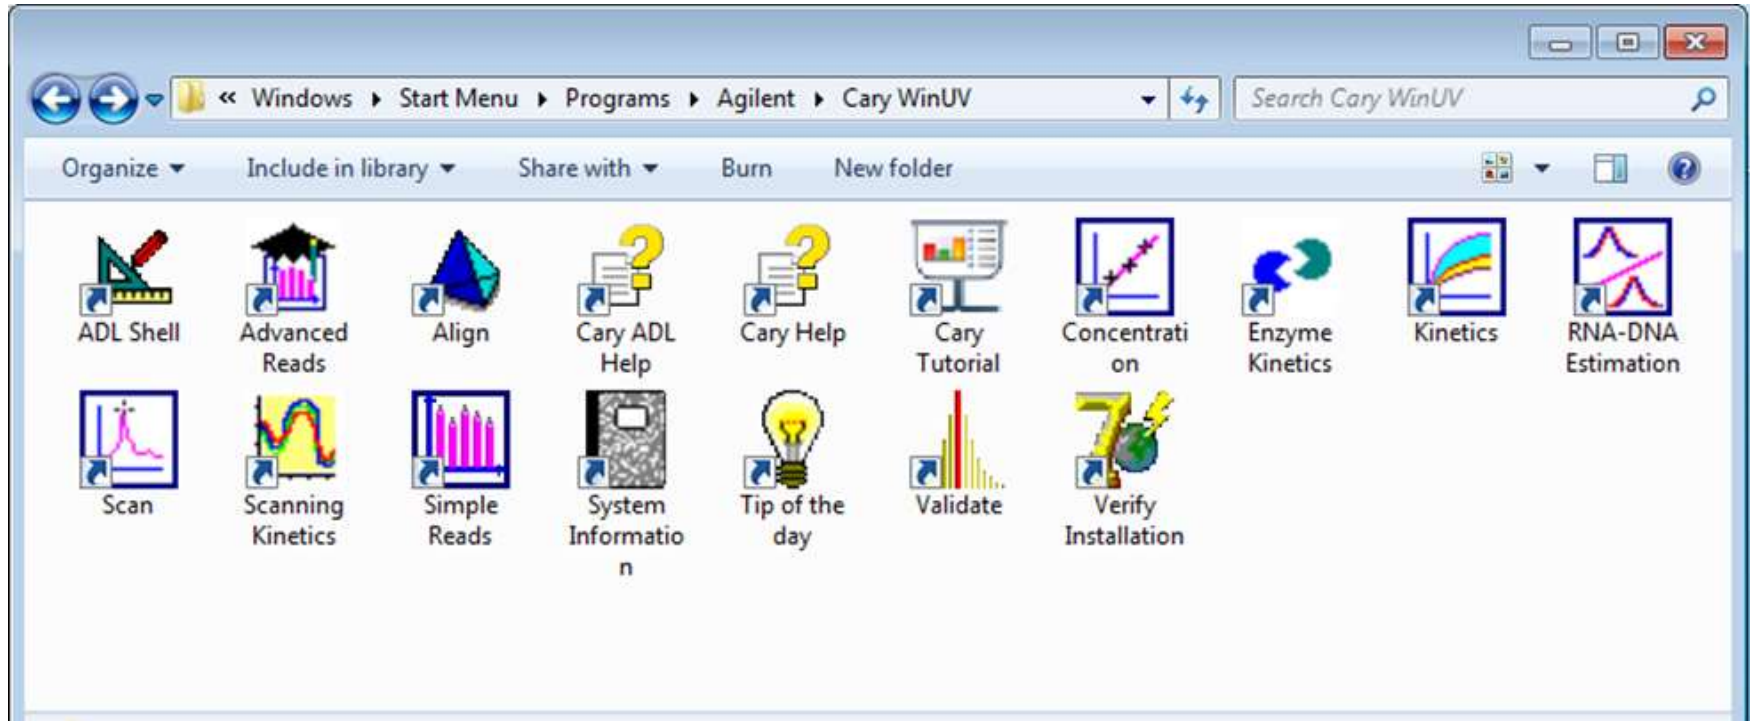 « Windows ▸ Start Menu ▸ Programs ▸ Agilent ▸ Cary WinUV
Search Cary WinUV
Organize
Include in library
Share with
Burn
New folder
ADL Shell
Advanced
Reads
Align
Cary ADL
Help
Cary Help
Cary
Tutorial
Concentrati
on
Enzyme
Kinetics
Kinetics
RNA-DNA
Estimation
Scan
Scanning
Kinetics
Simple
Reads
System
Informatio
n
Tip of the
day
Validate
Verify
Installation